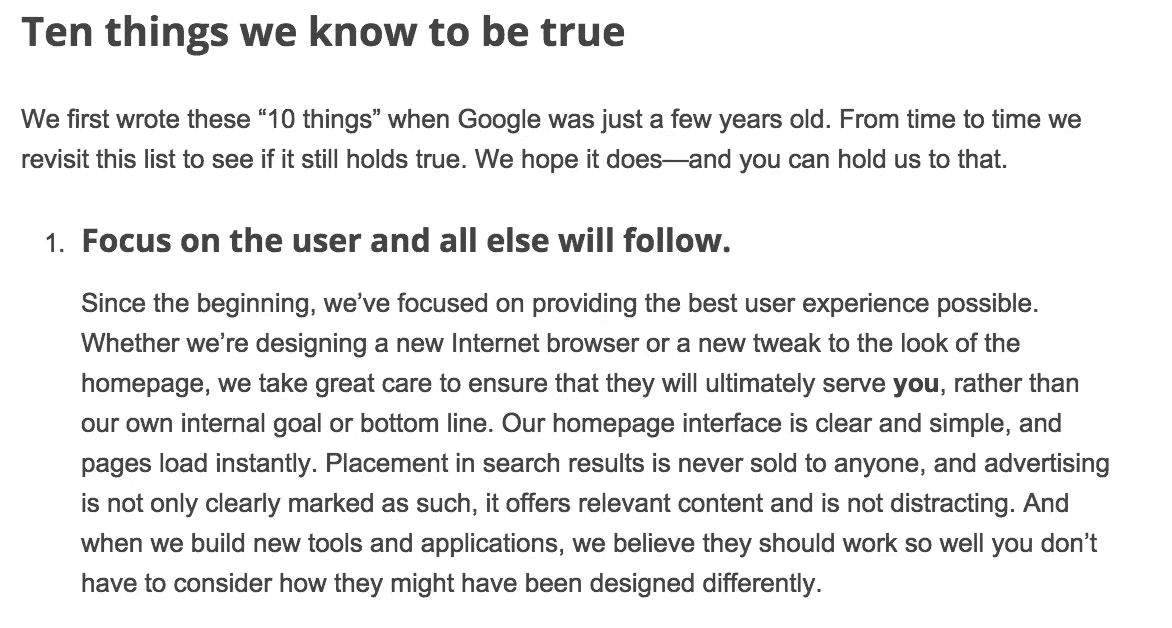 Ten things we know to be true
We first wrote these “10 things” when Google was just a few years old. From time to time we
revisit this list to see if it still holds true. We hope it does—and you can hold us to that.
1. Focus on the user and all else will follow.
Since the beginning, we’ve focused on providing the best user experience possible.
Whether we’re designing a new Internet browser or a new tweak to the look of the
homepage, we take great care to ensure that they will ultimately serve you, rather than
our own internal goal or bottom line. Our homepage interface is clear and simple, and
pages load instantly. Placement in search results is never sold to anyone, and advertising
is not only clearly marked as such, it offers relevant content and is not distracting. And
when we build new tools and applications, we believe they should work so well you don’t
have to consider how they might have been designed differently.